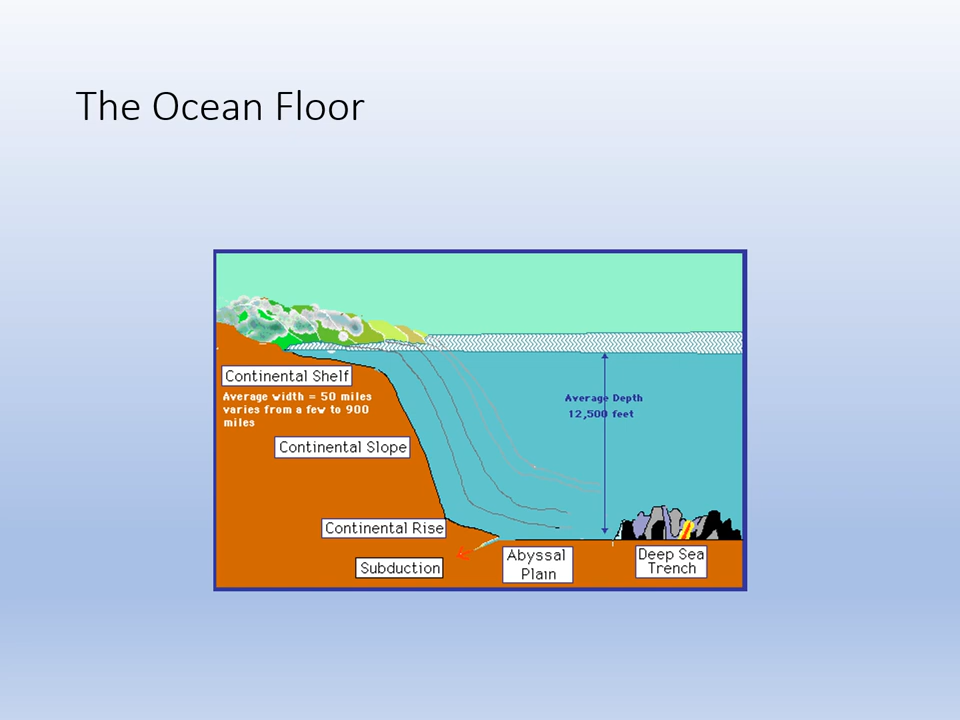 The Ocean Floor
Continental Shelf
Average width = 50 miles
varies from a few to 900
miles
Average Depth
12,500 feet
Continental Slope
Continental Rise
Subduction
Abyssal
Plain
Deep Sea
Trench